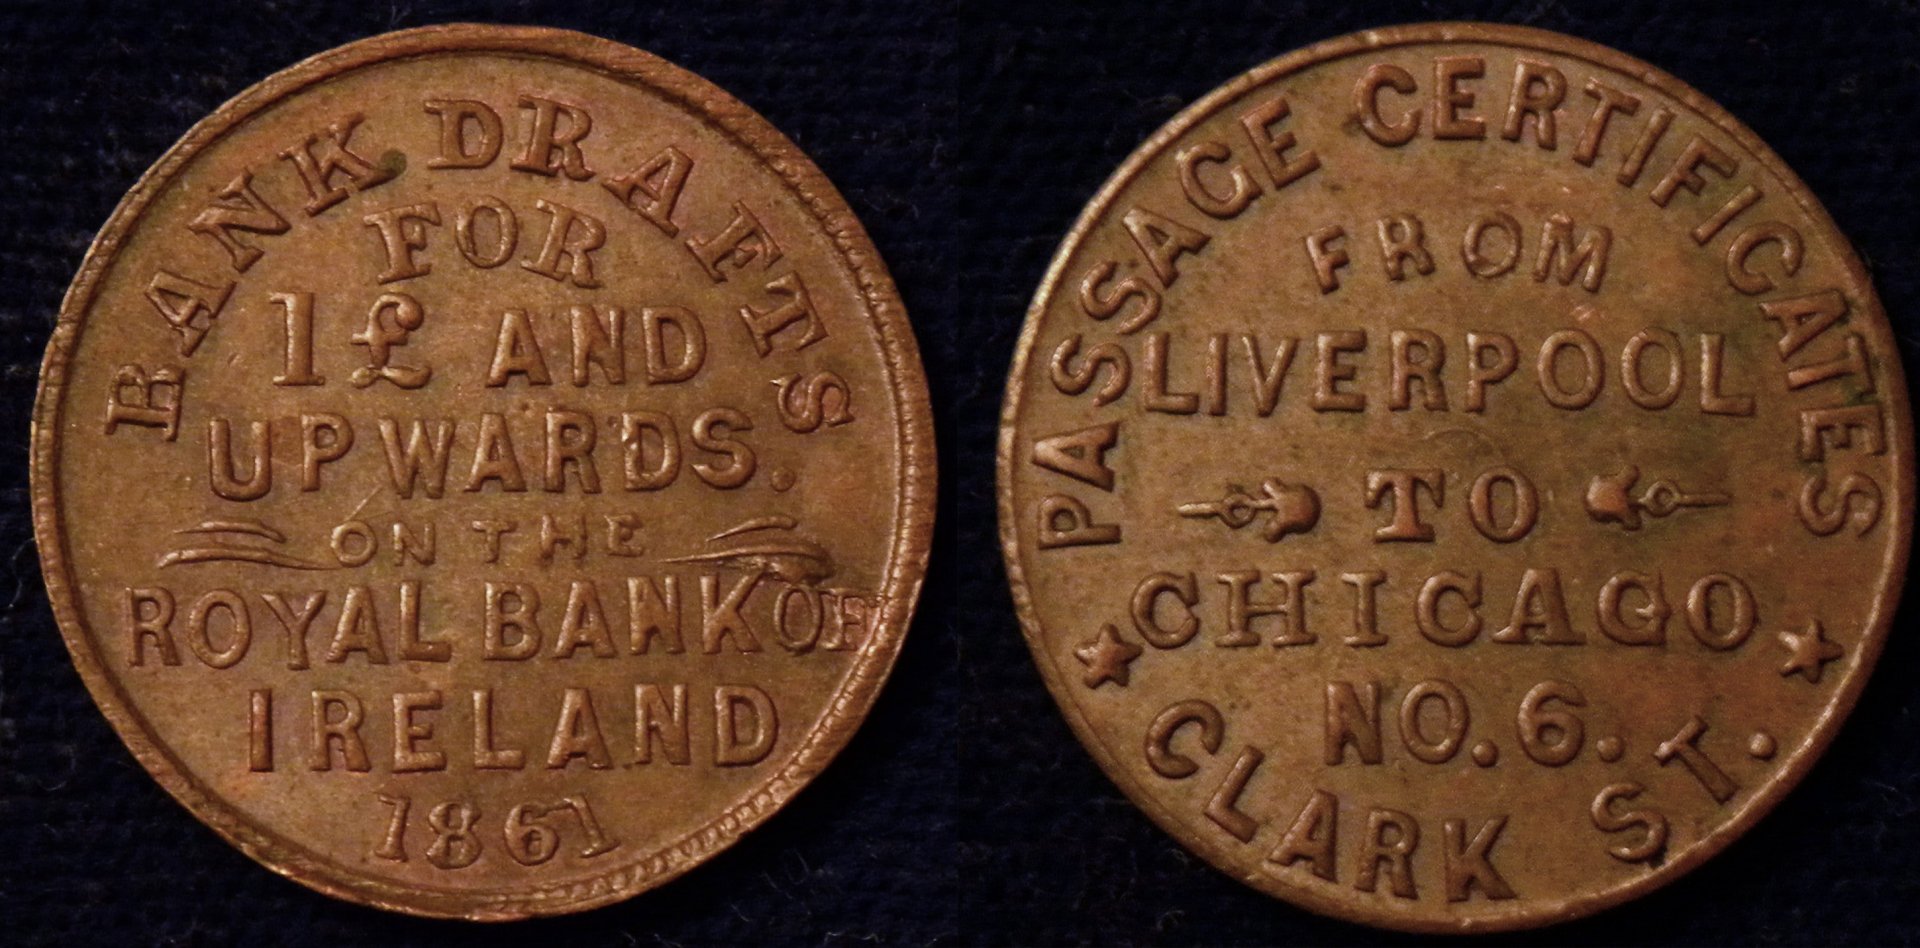 BANK DRAFTS
FOR
1£ AND
UPWARDS.
ON THE
ROYAL BANK OF
IRELAND
1861
PASSAGE CERTIFICATES
FROM
LIVERPOOL
TO
CHICAGO
NO. 6.
CLARK ST.